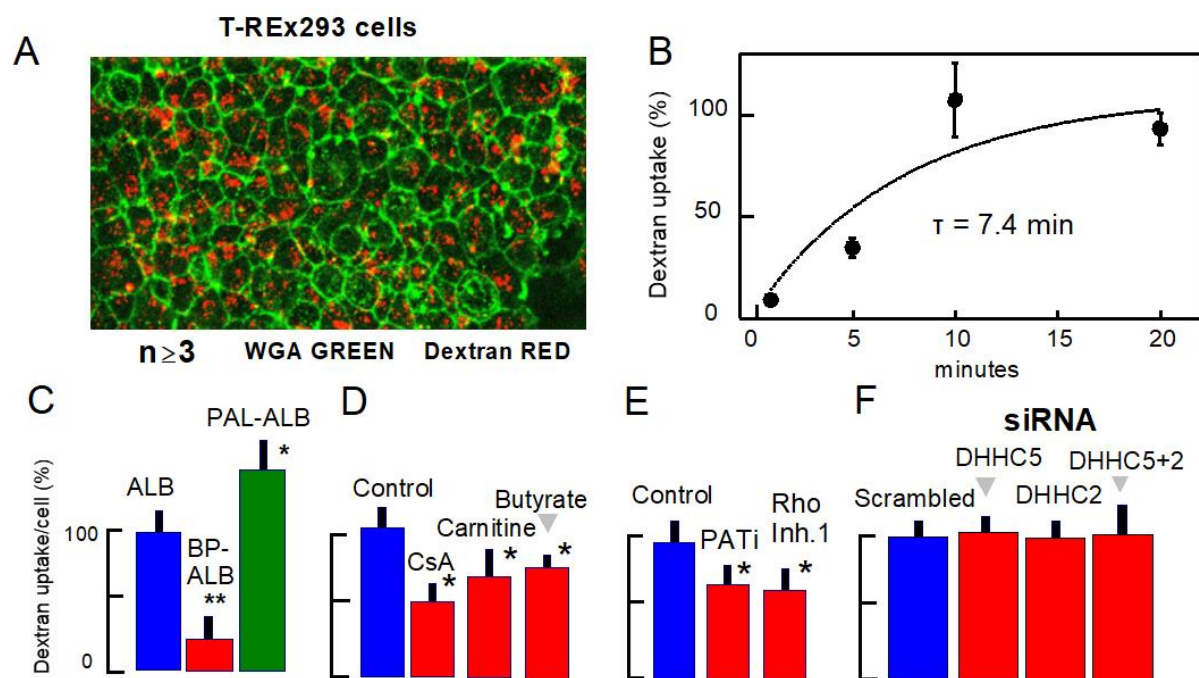 T-REx293 cells
A
n ≥3 WGA GREEN Dextran RED
B
Dextran uptake (%)
100
50
0
τ = 7.4 min
0 5 10 15 20
minutes
C
Dextran uptake/cell (%)
100
0
ALB
BP-
ALB
**
PAL-ALB
*
D
Control
CsA
*
Carnitine
*
Butyrate
*
E
Control
PATi
*
Rho
Inh.1
*
F
siRNA
Scrambled
DHHC5
DHHC2
DHHC5+2